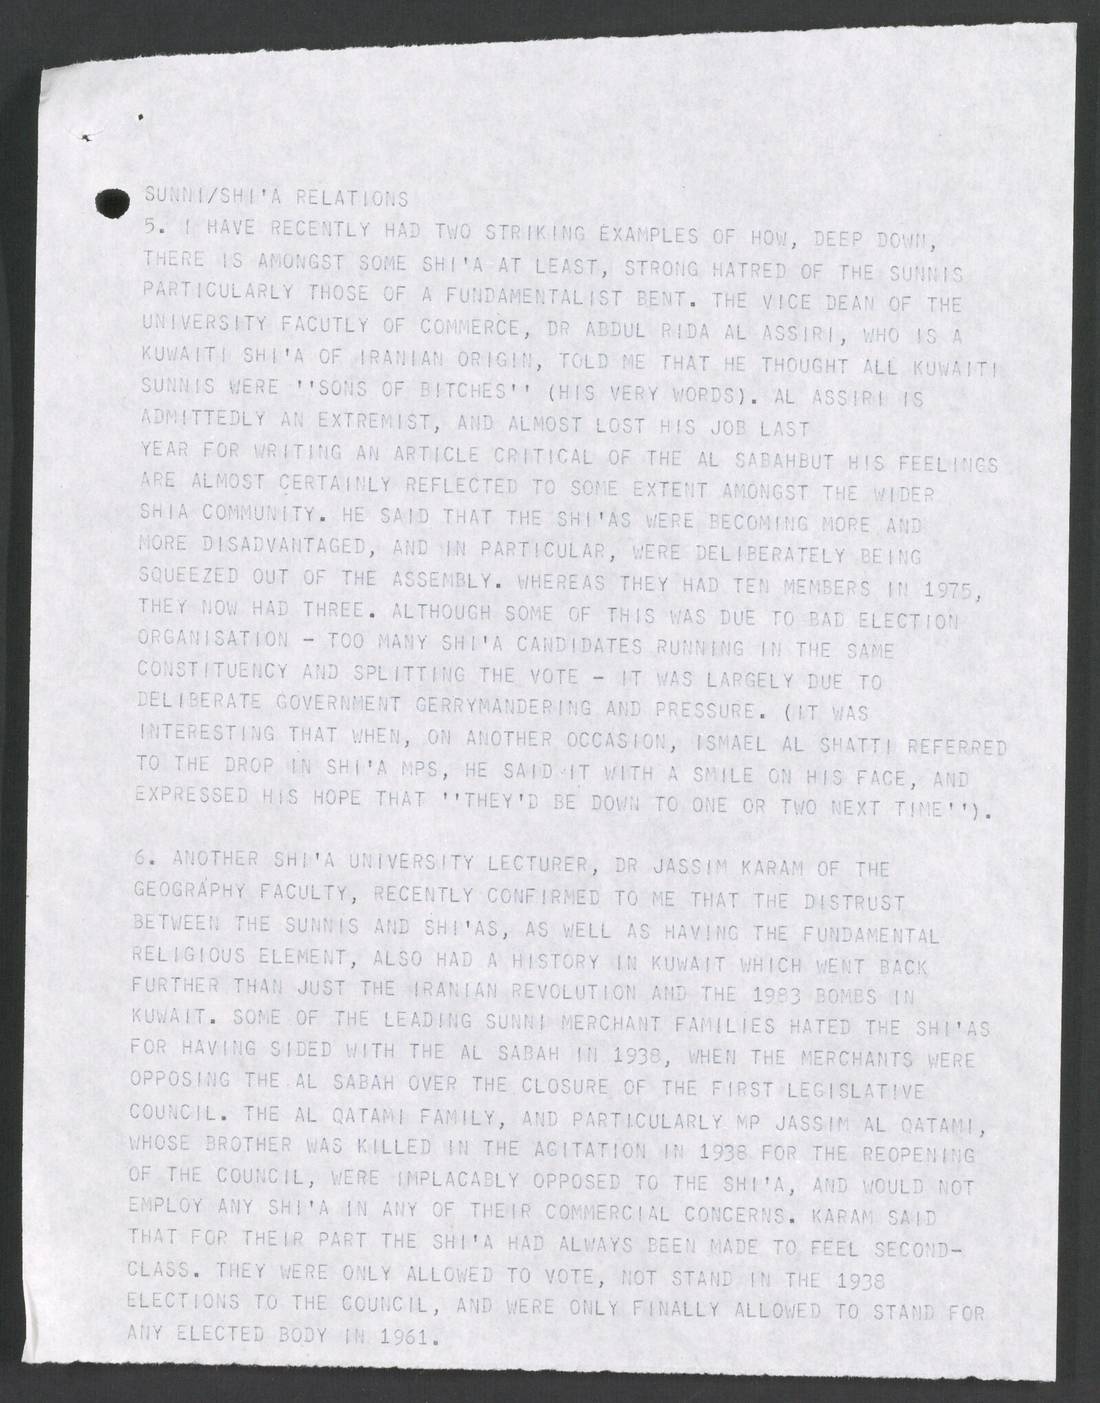 SUNNI/SHI'A RELATIONS
5. I HAVE RECENTLY HAD TWO STRIKING EXAMPLES OF HOW, DEEP DOWN,
THERE IS AMONGST SOME SHI'A AT LEAST, STRONG HATRED OF THE SUNNIS
PARTICULARLY THOSE OF A FUNDAMENTALIST BENT. THE VICE DEAN OF THE
UNIVERSITY FACUTLY OF COMMERCE, DR ABDUL RIDA AL ASSIRI, WHO IS A
KUWAITI SHI'A OF IRANIAN ORIGIN, TOLD ME THAT HE THOUGHT ALL KUWAITI
SUNNIS WERE ''SONS OF BITCHES'' (HIS VERY WORDS). AL ASSIRI IS
ADMITTEDLY AN EXTREMIST, AND ALMOST LOST HIS JOB LAST
YEAR FOR WRITING AN ARTICLE CRITICAL OF THE AL SABAHBUT HIS FEELINGS
ARE ALMOST CERTAINLY REFLECTED TO SOME EXTENT AMONGST THE WIDER
SHIA COMMUNITY. HE SAID THAT THE SHI'AS WERE BECOMING MORE AND
MORE DISADVANTAGED, AND IN PARTICULAR, WERE DELIBERATELY BEING
SQUEEZED OUT OF THE ASSEMBLY. WHEREAS THEY HAD TEN MEMBERS IN 1975,
THEY NOW HAD THREE. ALTHOUGH SOME OF THIS WAS DUE TO BAD ELECTION
ORGANISATION - TOO MANY SHI'A CANDIDATES RUNNING IN THE SAME
CONSTITUENCY AND SPLITTING THE VOTE - IT WAS LARGELY DUE TO
DELIBERATE GOVERNMENT GERRYMANDERING AND PRESSURE. (IT WAS
INTERESTING THAT WHEN, ON ANOTHER OCCASION, ISMAEL AL SHATTI REFERRED
TO THE DROP IN SHI'A MPS, HE SAID IT WITH A SMILE ON HIS FACE, AND
EXPRESSED HIS HOPE THAT ''THEY'D BE DOWN TO ONE OR TWO NEXT TIME'').
6. ANOTHER SHI'A UNIVERSITY LECTURER, DR JASSIM KARAM OF THE
GEOGRAPHY FACULTY, RECENTLY CONFIRMED TO ME THAT THE DISTRUST
BETWEEN THE SUNNIS AND SHI'AS, AS WELL AS HAVING THE FUNDAMENTAL
RELIGIOUS ELEMENT, ALSO HAD A HISTORY IN KUWAIT WHICH WENT BACK
FURTHER THAN JUST THE IRANIAN REVOLUTION AND THE 1983 BOMBS IN
KUWAIT. SOME OF THE LEADING SUNNI MERCHANT FAMILIES HATED THE SHI'AS
FOR HAVING SIDED WITH THE AL SABAH IN 1938, WHEN THE MERCHANTS WERE
OPPOSING THE AL SABAH OVER THE CLOSURE OF THE FIRST LEGISLATIVE
COUNCIL. THE AL QATAMI FAMILY, AND PARTICULARLY MP JASSIM AL QATAMI,
WHOSE BROTHER WAS KILLED IN THE AGITATION IN 1938 FOR THE REOPENING
OF THE COUNCIL, WERE IMPLACABLY OPPOSED TO THE SHI'A, AND WOULD NOT
EMPLOY ANY SHI'A IN ANY OF THEIR COMMERCIAL CONCERNS. KARAM SAID
THAT FOR THEIR PART THE SHI'A HAD ALWAYS BEEN MADE TO FEEL SECOND-
CLASS. THEY WERE ONLY ALLOWED TO VOTE, NOT STAND IN THE 1938
ELECTIONS TO THE COUNCIL, AND WERE ONLY FINALLY ALLOWED TO STAND FOR
ANY ELECTED BODY IN 1961.